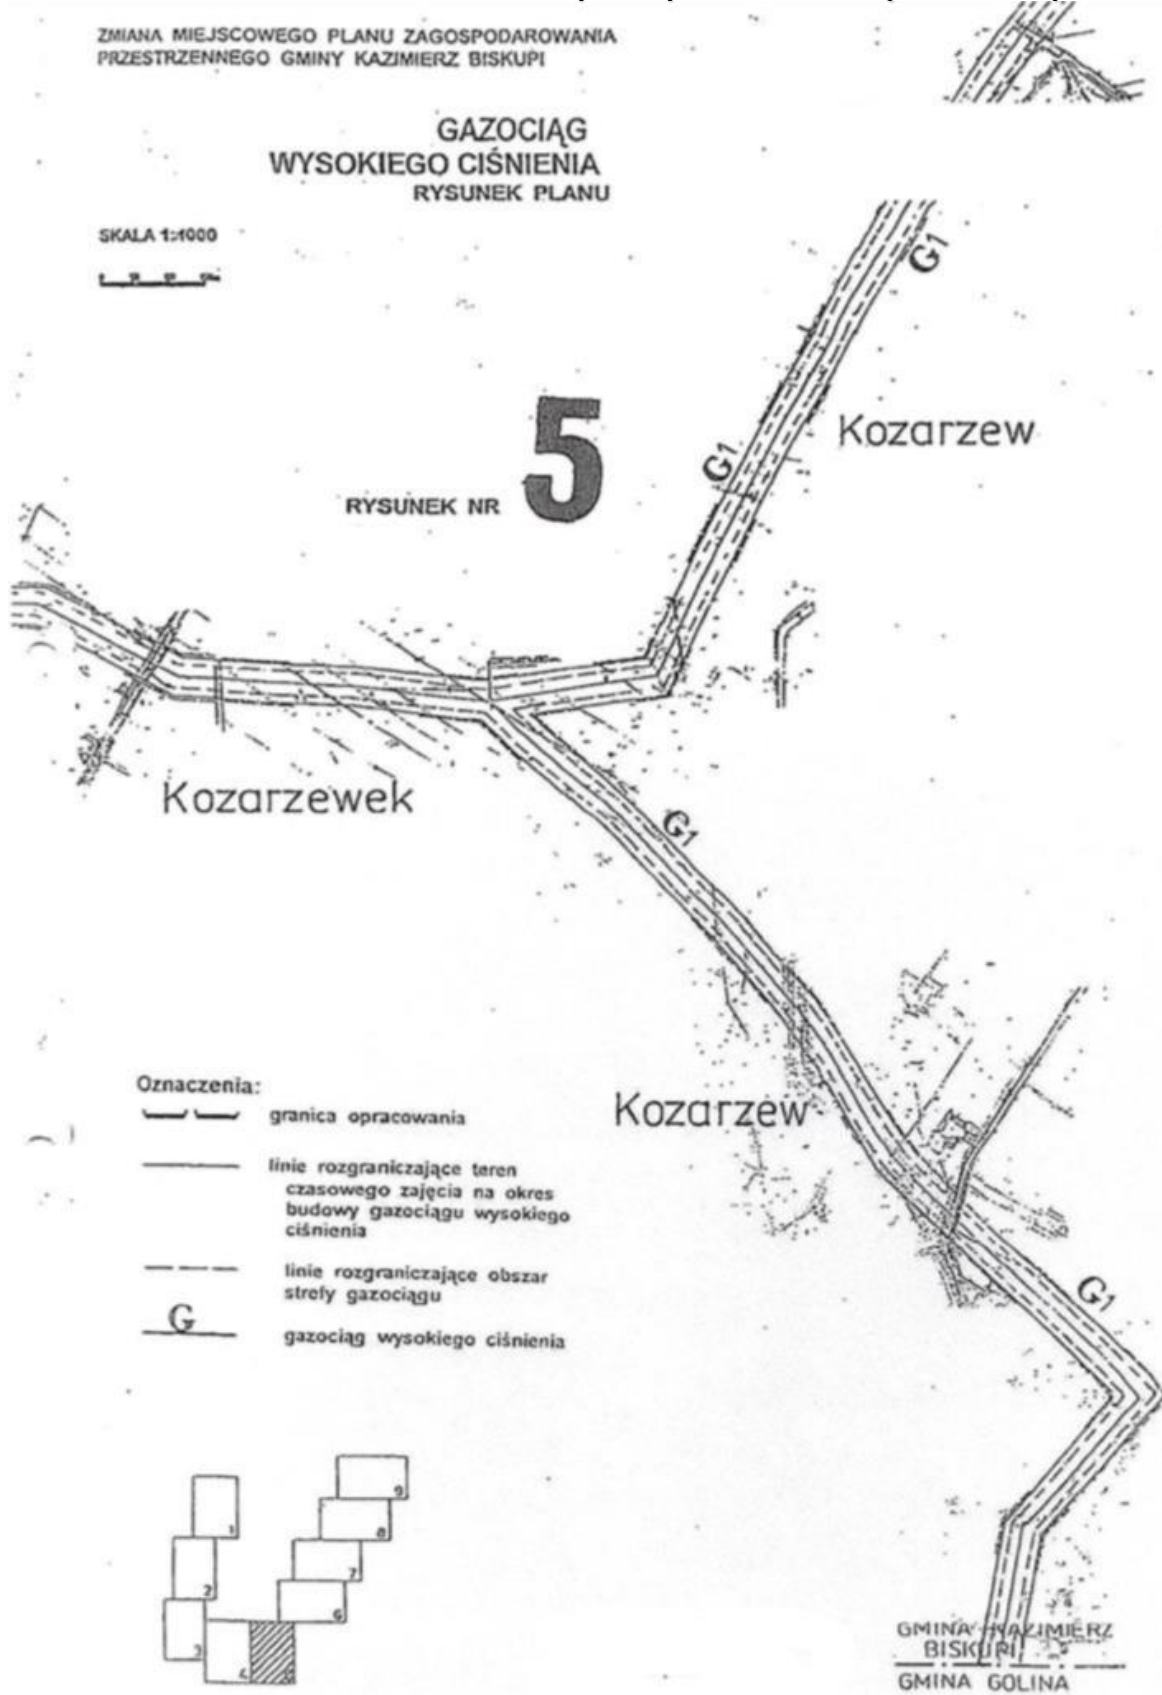 ZMIANA MIEJSCOWEGO PLANU ZAGOSPODAROWANIA
PRZESTRZENNEGO GMINY KAZIMIERZ BISKUPI
GAZOCIĄG
WYSOKIEGO CIŚNIENIA
RYSUNEK PLANU
SKALA 1:1000
G1
Kozarzew
G1
RYSUNEK NR 5
Kozarzewek
G1
Kozarzew
Oznaczenia:
granica opracowania
linie rozgraniczające teren
czasowego zajęcia na okres
budowy gazociągu wysokiego
ciśnienia
linie rozgraniczające obszar
strefy gazociągu
G
gazociąg wysokiego ciśnienia
G1
9
1
8
2
7
6
3
4
GMINA KAZIMIERZ
BISKUPI
GMINA GOLINA